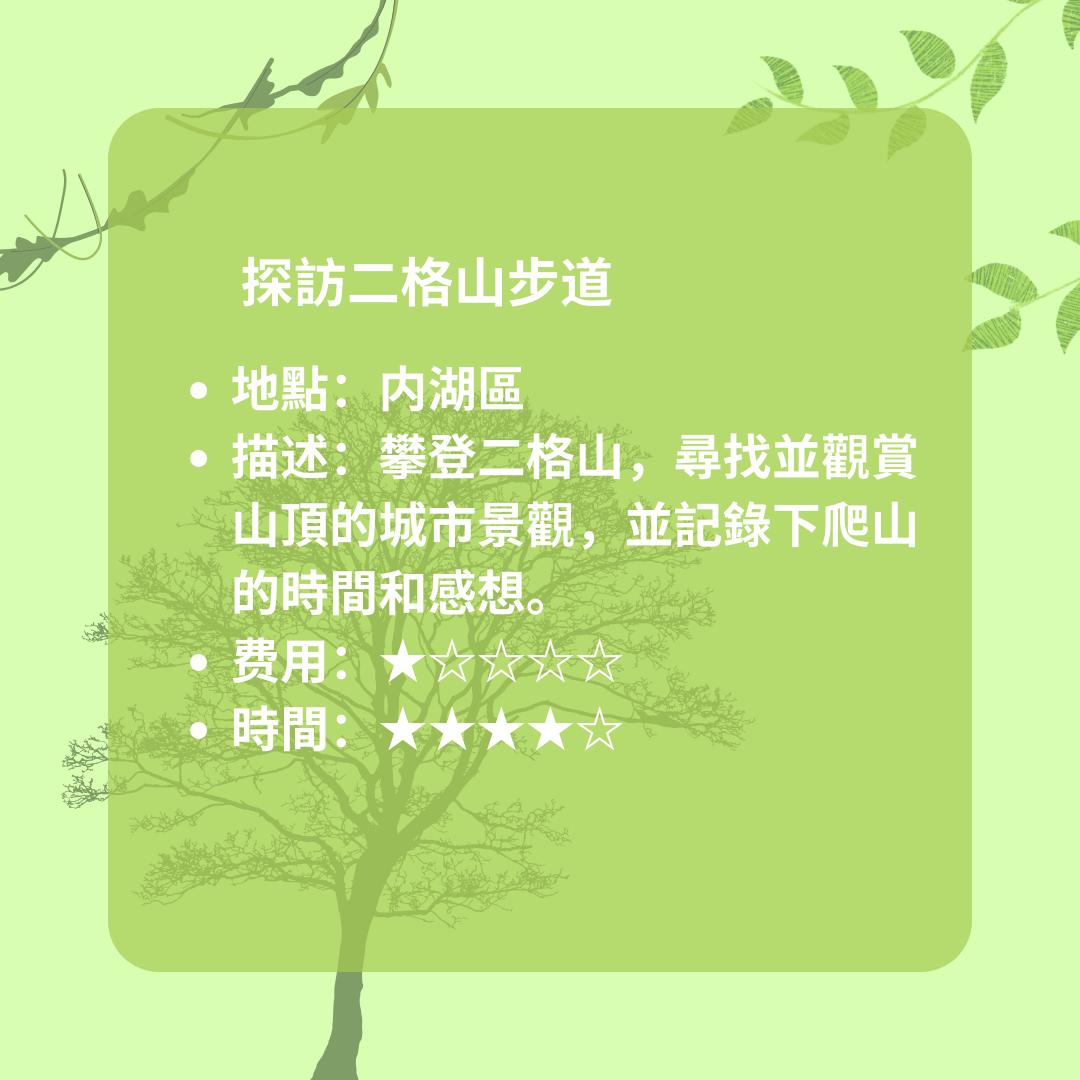 探訪二格山步道
• 地點：内湖區
• 描述：攀登二格山，尋找並觀賞
山頂的城市景觀，並記錄下爬山
的時間和感想。
• 费用：★☆☆☆☆
• 時間：★★★★☆